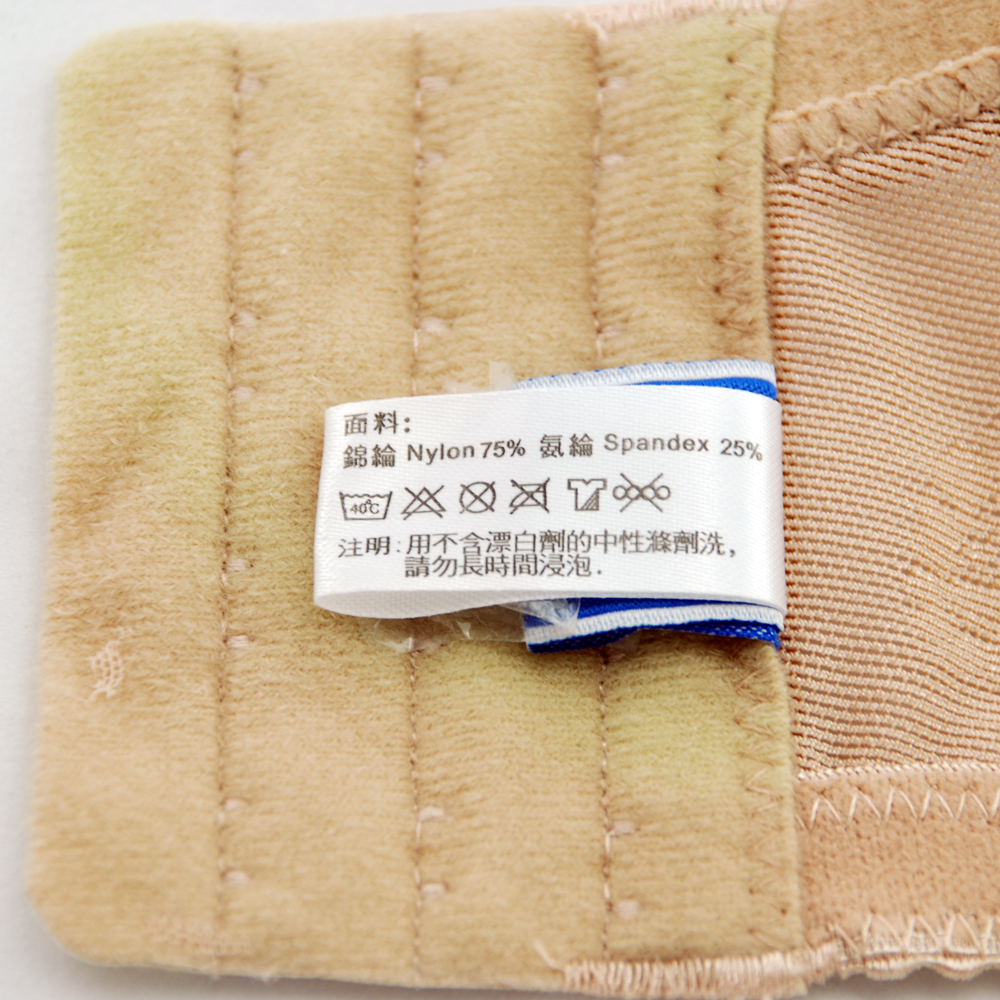 面料:
錦綸 Nylon 75% 氨綸 Spandex 25%
40℃
注明:用不含漂白劑的中性滌劑洗,
請勿長時間浸泡.